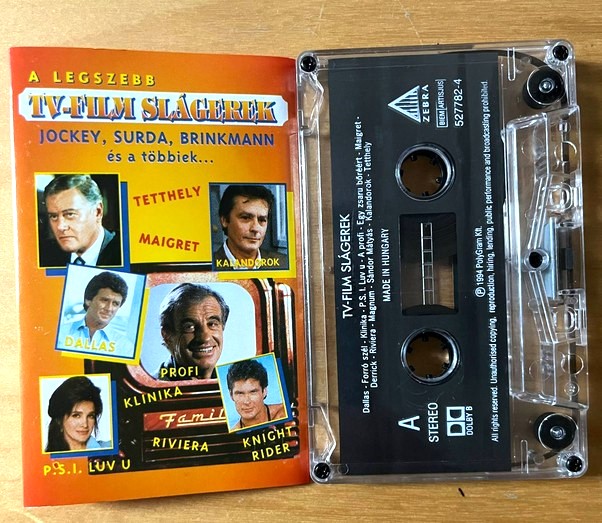 A LEGSZEBB
TV-FILM SLÁGEREK
JOCKEY, SURDA, BRINKMANN
és a többiek...
TETTHELY
MAIGRET
KALANDOROK
DALLAS
PROFI
KLINIKA
Famil
RIVIERA
KNIGHT
RIDER
P.S.I. LUV U
ZEBRA
BIEM/ARTISJUS
527782-4
TV-FILM SLÁGEREK
Dallas - Forró szél - Klinika - P.S. I. Luv u - A profi - Egy zsaru bőréért - Maigret -
Derrick - Riviera - Magnum - Sándor Mátyás - Kalandorok - Tetthely
MADE IN HUNGARY
A
STEREO
DOLBY B
℗ 1994 PolyGram Kft.
All rights reserved. Unauthorised copying, reproduction, hiring, lending, public performance and broadcasting prohibited.